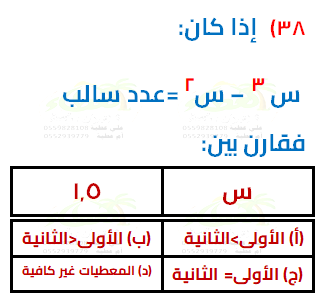 ٣٨) إذا كان:
س ٣ – س ٢ =عدد سالب
فقارن بين:
س ١,٥
(أ) الأولى>الثانية (ب) الأولى<الثانية
(ج) الأولى= الثانية (د) المعطيات غير كافية